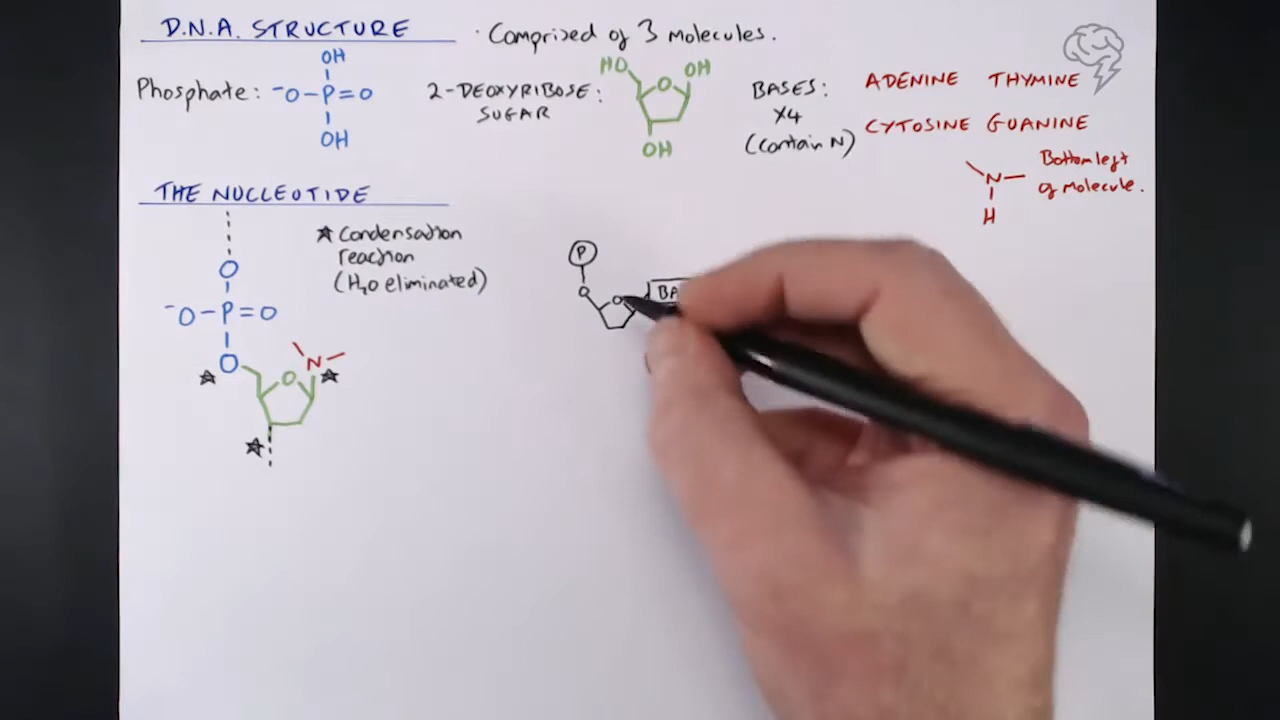 D.N.A. STRUCTURE
· Comprised of 3 molecules.
Phosphate:
OH
⁻O-P=O
OH
2-DEOXYRIBOSE:
SUGAR
HO
OH
O
OH
BASES:
X4
(contain N)
ADENINE THYMINE
CYTOSINE GUANINE
N
H
Bottom left
of molecule.
THE NUCLEOTIDE
O
⁻O-P=O
O
O
N
★ Condensation
reaction
(H₂O eliminated)
P
O
O